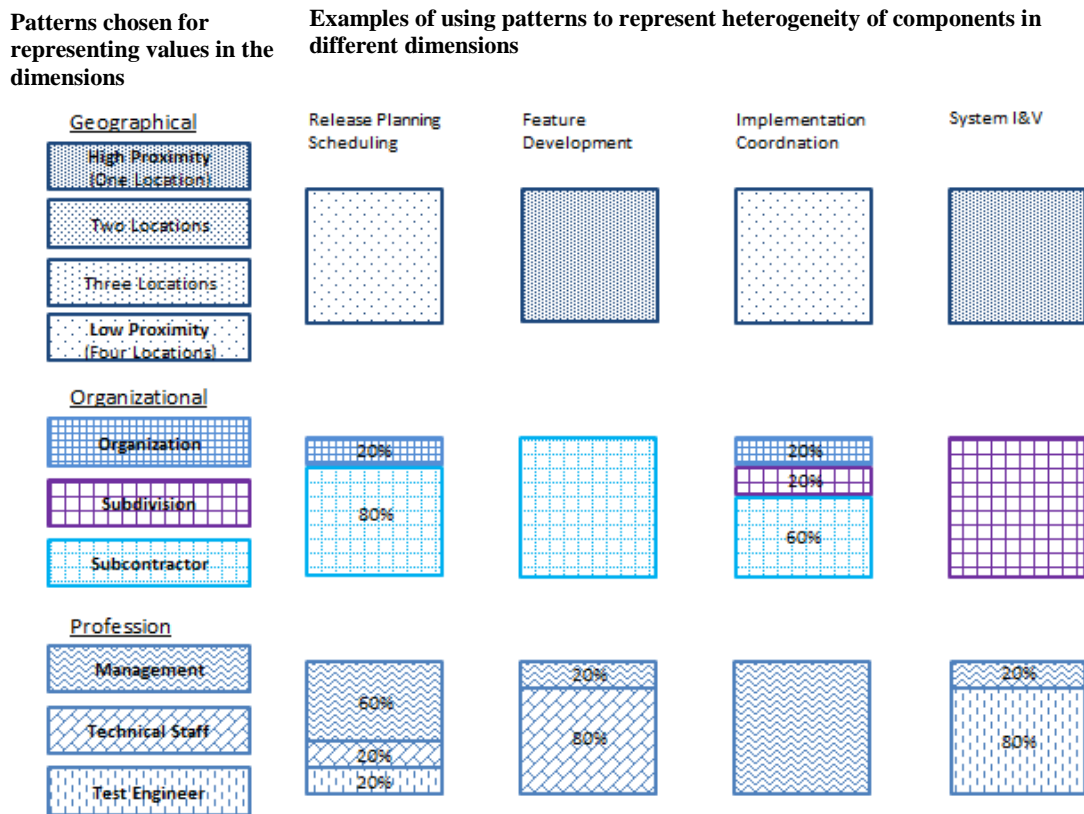 Patterns chosen for
representing values in the
dimensions
Examples of using patterns to represent heterogeneity of components in
different dimensions
Geographical
High Proximity
(One Location)
Two Locations
Three Locations
Low Proximity
(Four Locations)
Release Planning
Scheduling
Feature
Development
Implementation
Coordnation
System I&V
Organizational
Organization
Subdivision
Subcontractor
20%
80%
20%
20%
60%
Profession
Management
Technical Staff
Test Engineer
60%
20%
20%
20%
80%
20%
80%